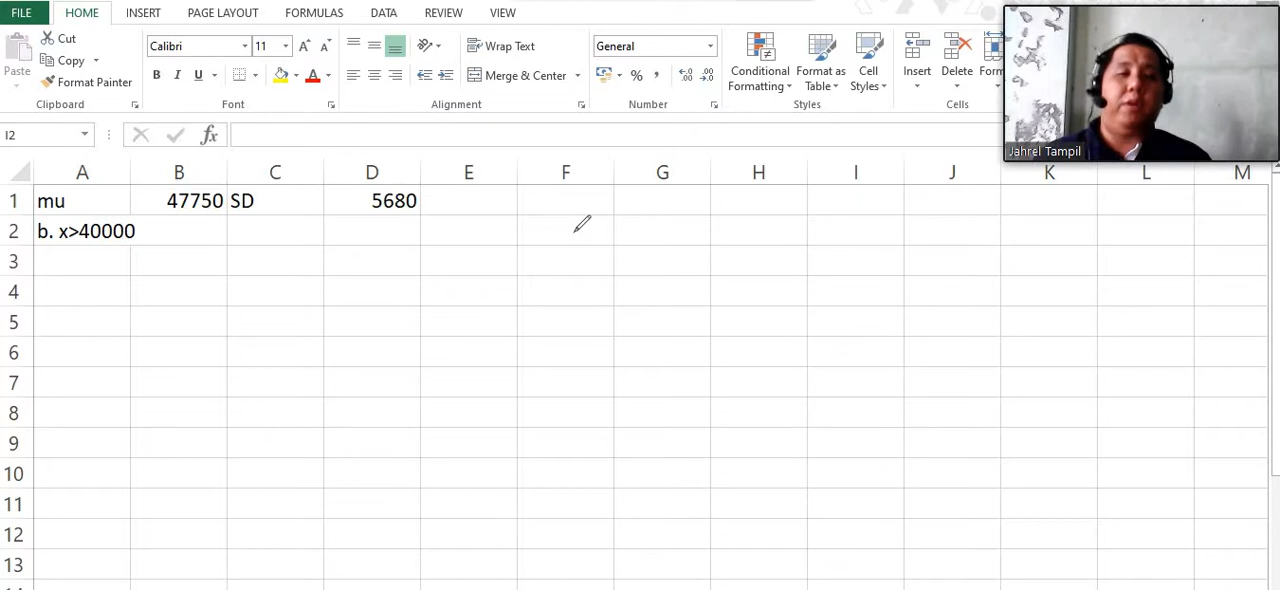 FILE HOME INSERT PAGE LAYOUT FORMULAS DATA REVIEW VIEW
Cut
Copy
Format Painter
Paste
Clipboard
Calibri 11
B I U
Font
Wrap Text
Merge & Center
Alignment
General
% ,
Number
Conditional Formatting
Format as Table
Cell Styles
Styles
Insert Delete Form
Cells
I2 fx
Jahrel Tampil
A B C D E F G H I J K L M
1 mu 47750 SD 5680
2 b. x>40000
3
4
5
6
7
8
9
10
11
12
13